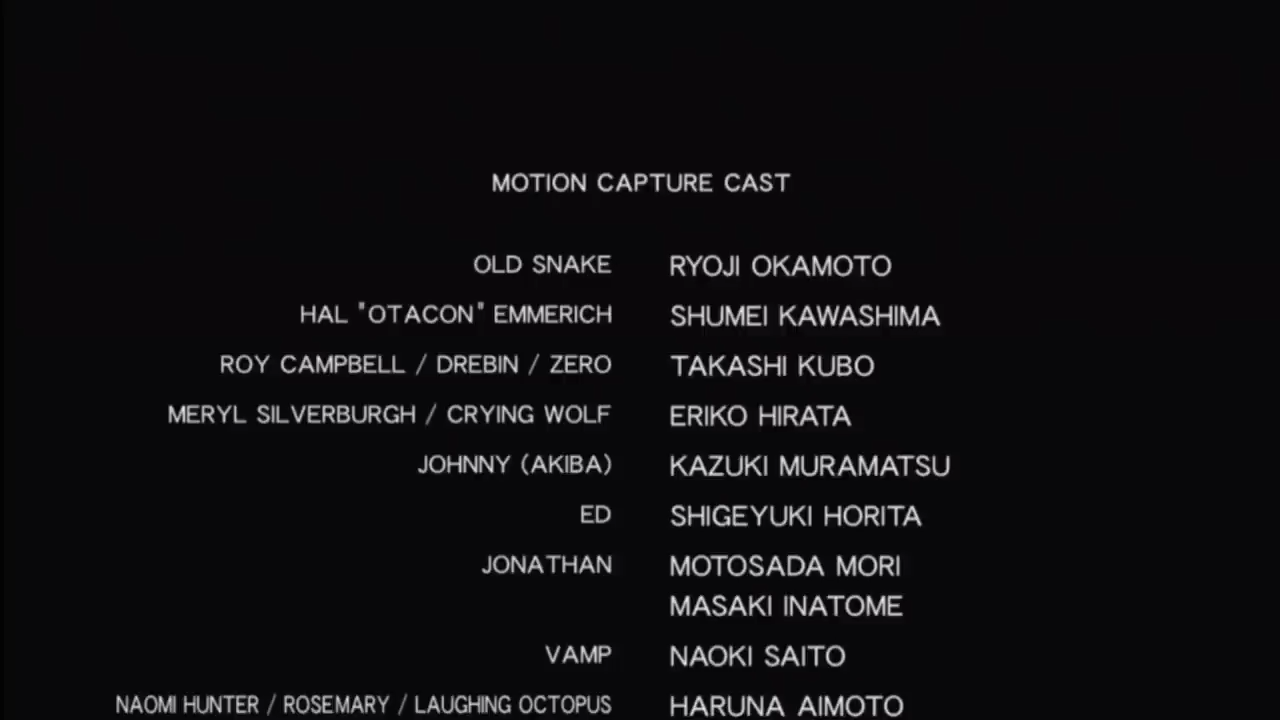 MOTION CAPTURE CAST
OLD SNAKE RYOJI OKAMOTO
HAL "OTACON" EMMERICH SHUMEI KAWASHIMA
ROY CAMPBELL / DREBIN / ZERO TAKASHI KUBO
MERYL SILVERBURGH / CRYING WOLF ERIKO HIRATA
JOHNNY (AKIBA) KAZUKI MURAMATSU
ED SHIGEYUKI HORITA
JONATHAN MOTOSADA MORI
MASAKI INATOME
VAMP NAOKI SAITO
NAOMI HUNTER / ROSEMARY / LAUGHING OCTOPUS HARUNA AIMOTO